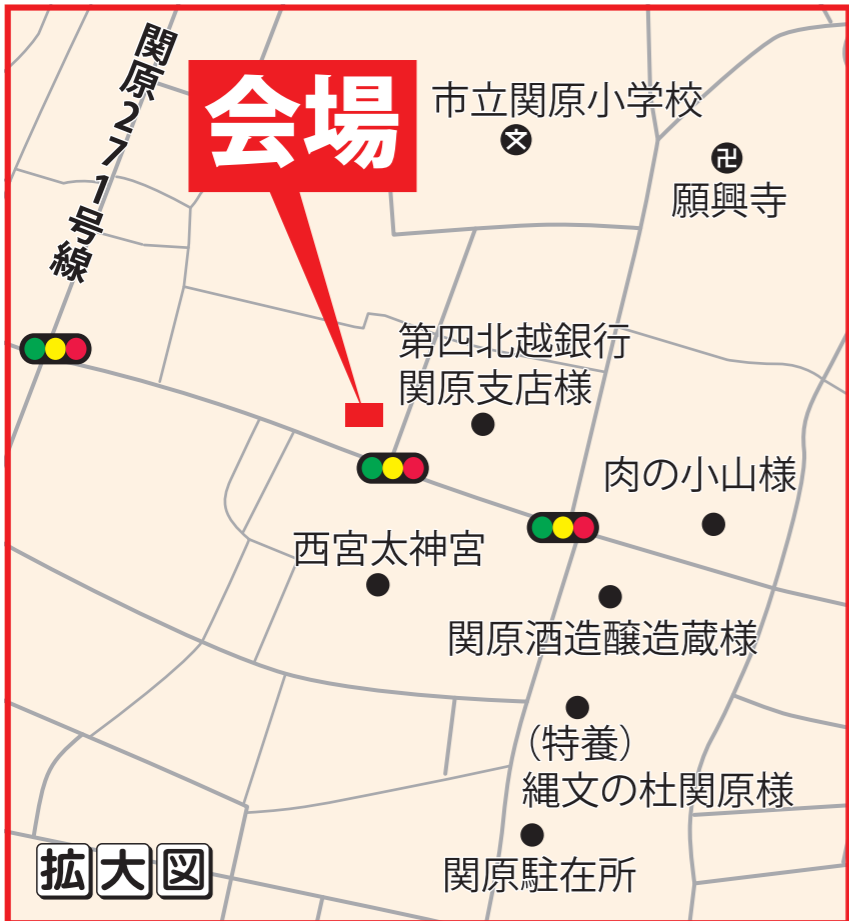 関原271号線
会場
市立関原小学校
文
卍
願興寺
第四北越銀行
関原支店様
肉の小山様
西宮太神宮
関原酒造醸造蔵様
（特養）
縄文の杜関原様
関原駐在所
拡大図